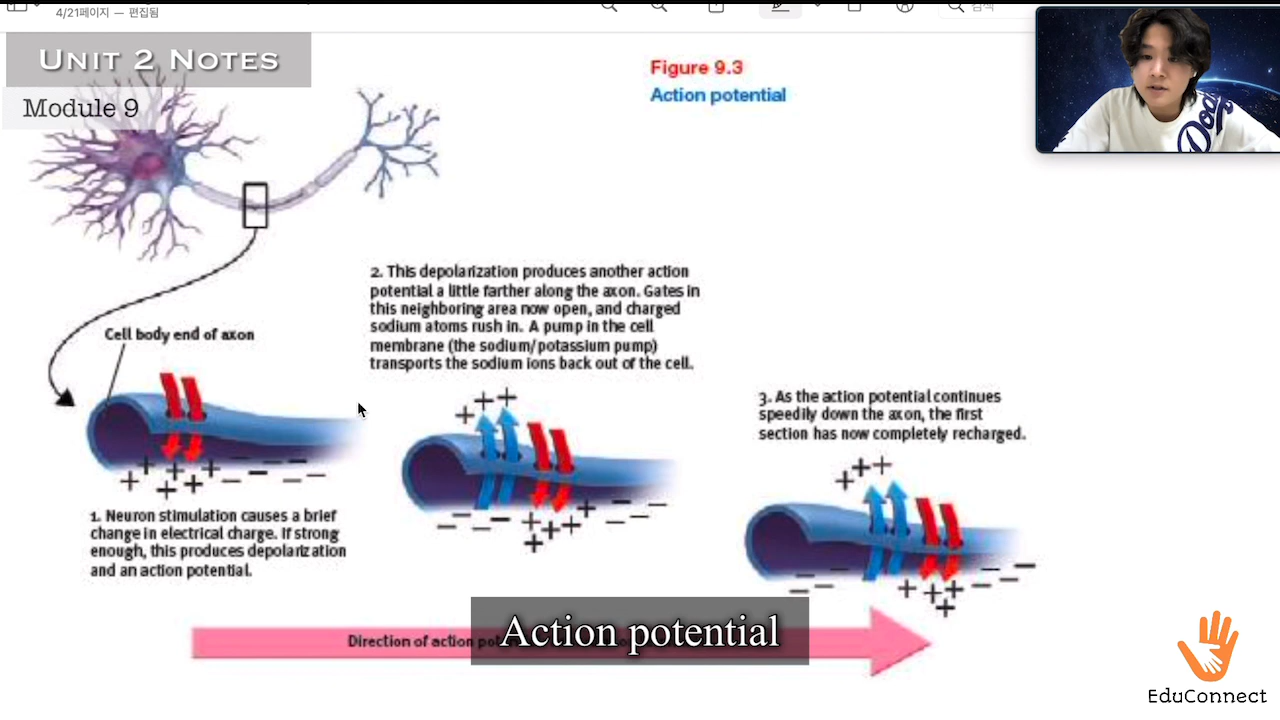 4/21페이지 — 편집됨
검색
UNIT 2 NOTES
Module 9
Figure 9.3
Action potential
2. This depolarization produces another action
potential a little farther along the axon. Gates in
this neighboring area now open, and charged
sodium atoms rush in. A pump in the cell
membrane (the sodium/potassium pump)
transports the sodium ions back out of the cell.
Cell body end of axon
3. As the action potential continues
speedily down the axon, the first
section has now completely recharged.
1. Neuron stimulation causes a brief
change in electrical charge. If strong
enough, this produces depolarization
and an action potential.
Direction of action
Action potential
EduConnect